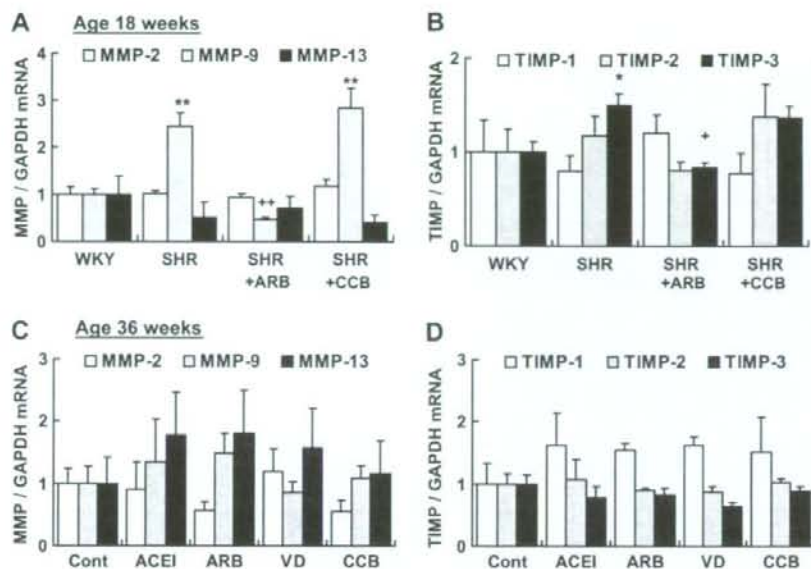 A Age 18 weeks
MMP-2 MMP-9 MMP-13
MMP / GAPDH mRNA
4
3
2
1
0
**
++
**
WKY SHR SHR +ARB SHR +CCB
B
TIMP-1 TIMP-2 TIMP-3
TIMP / GAPDH mRNA
2
1
0
*
+
WKY SHR SHR +ARB SHR +CCB
C Age 36 weeks
MMP-2 MMP-9 MMP-13
MMP / GAPDH mRNA
3
2
1
0
Cont ACEI ARB VD CCB
D
TIMP-1 TIMP-2 TIMP-3
TIMP / GAPDH mRNA
3
2
1
0
Cont ACEI ARB VD CCB